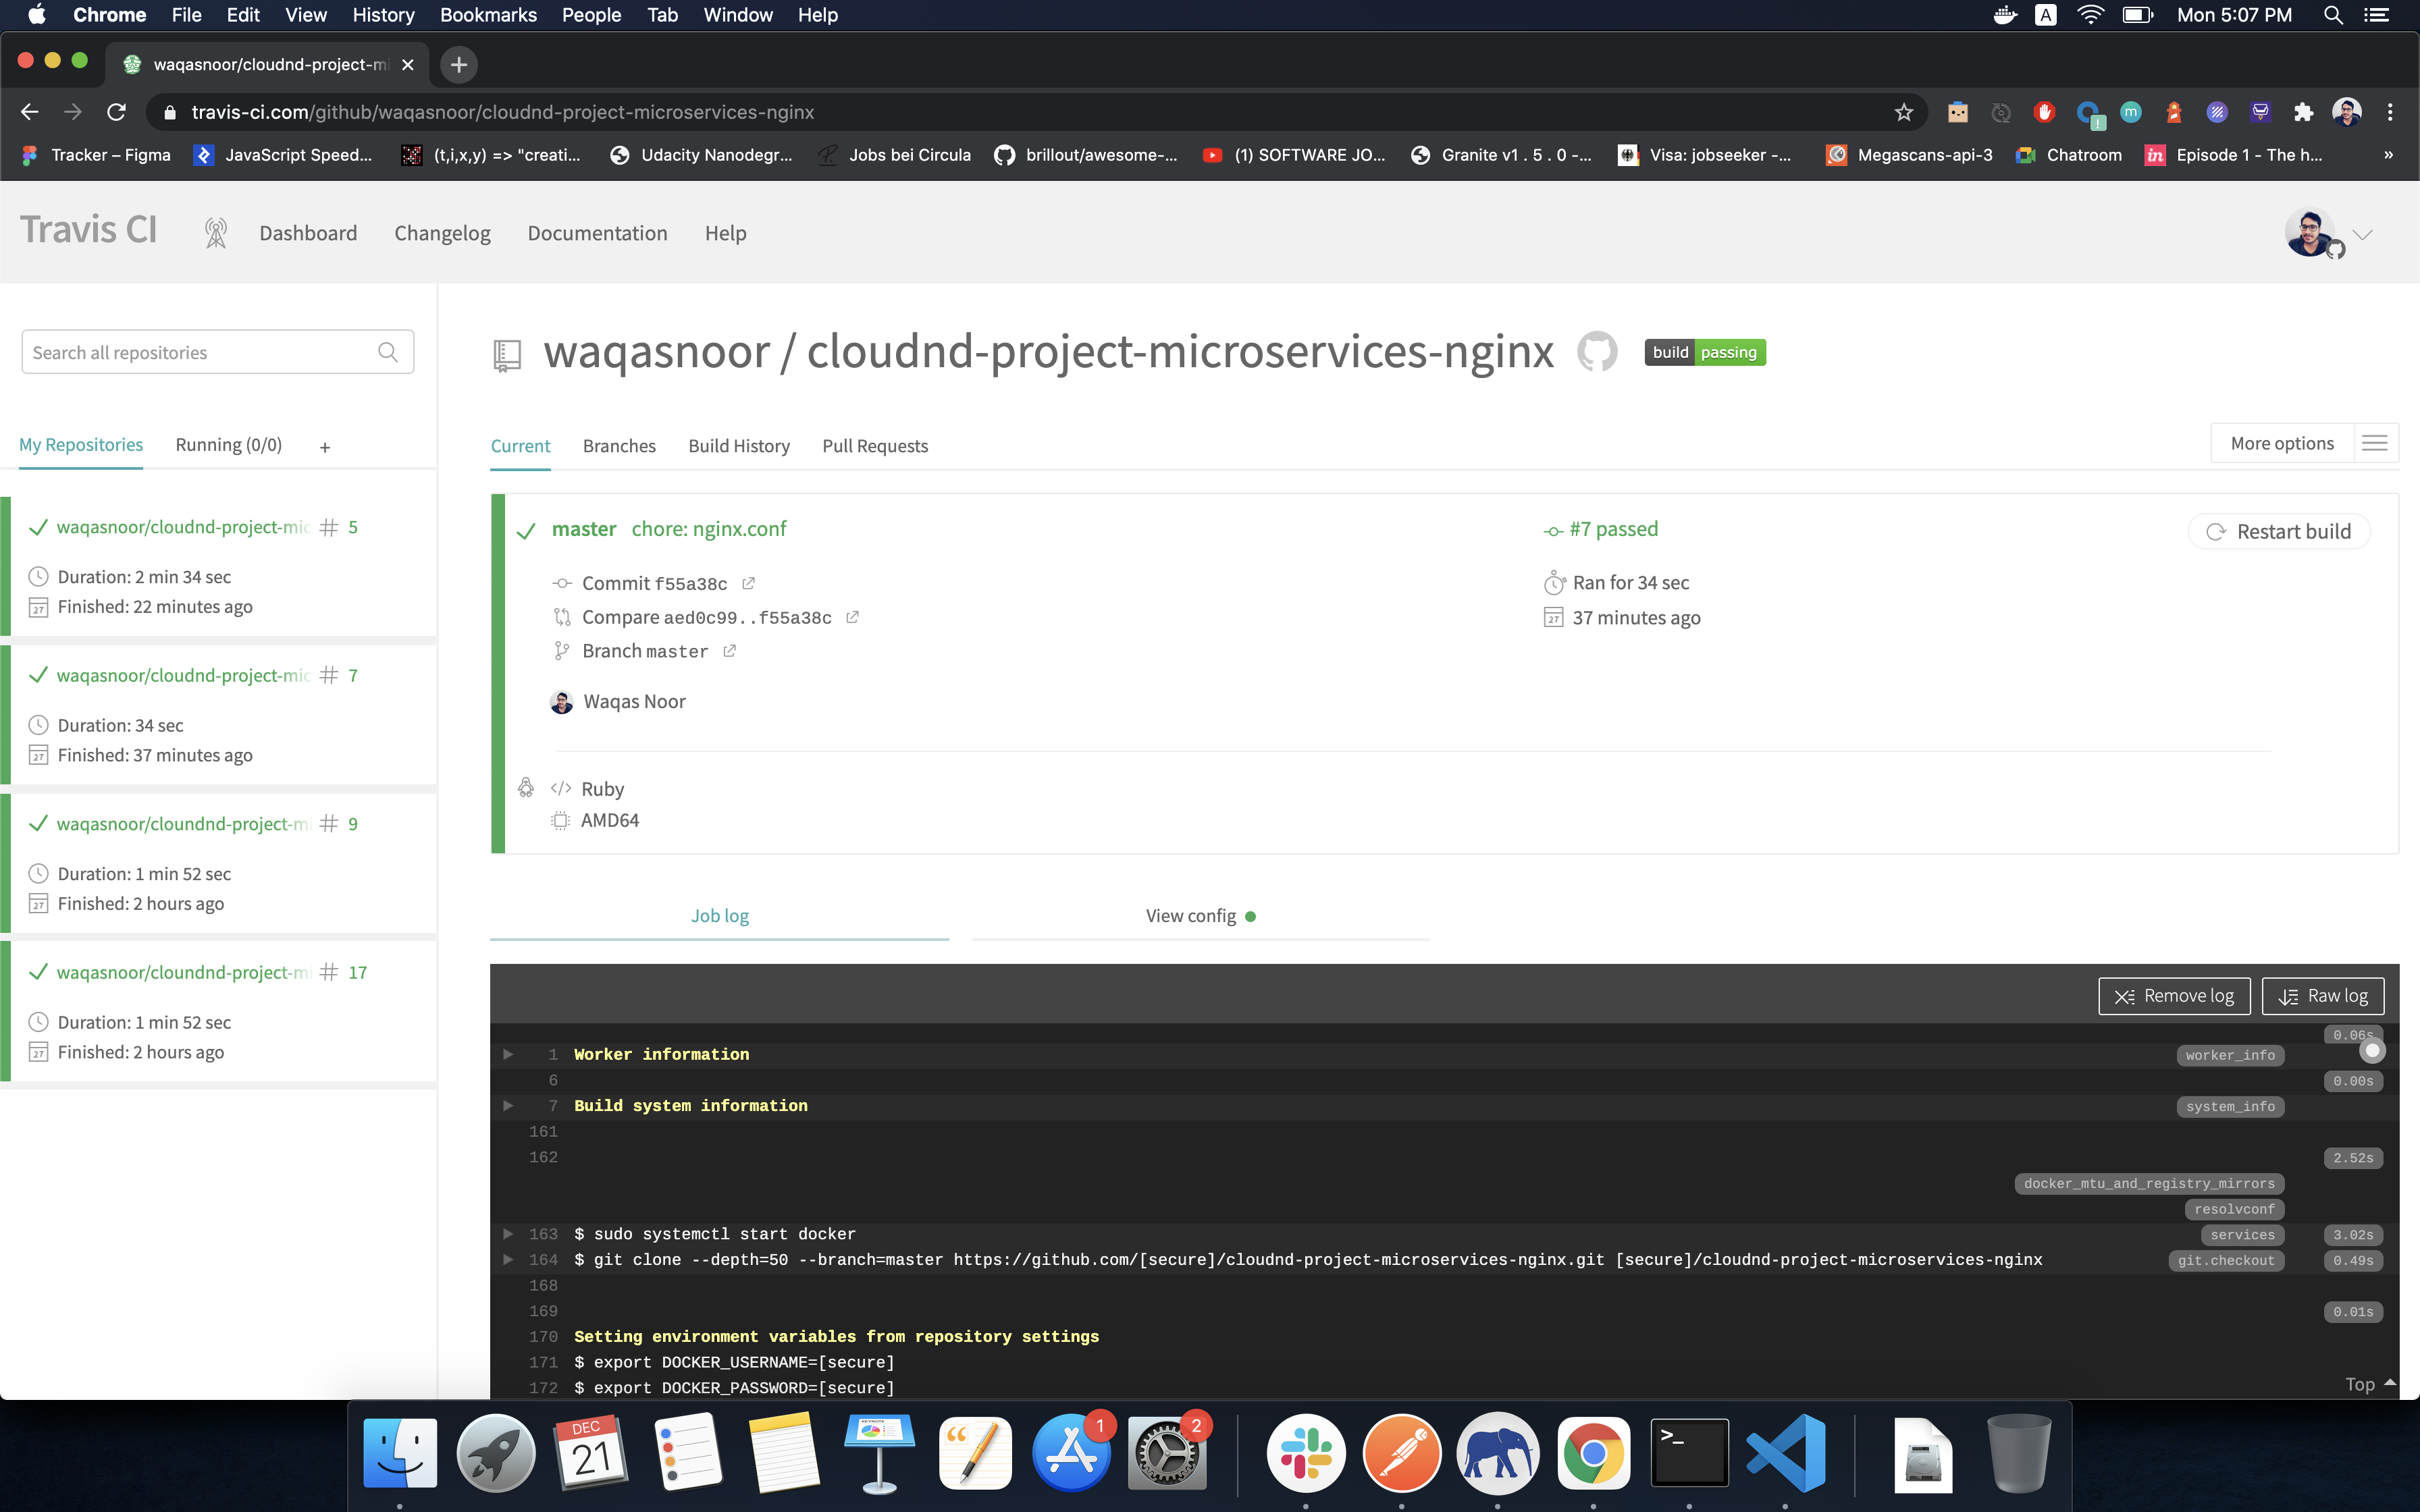 Chrome File Edit View History Bookmarks People Tab Window Help A Mon 5:07 PM
waqasnoor/cloudnd-project-mi
travis-ci.com/github/waqasnoor/cloudnd-project-microservices-nginx
Tracker – Figma JavaScript Speed... (t,i,x,y) => "creati... Udacity Nanodegr... Jobs bei Circula brillout/awesome-... (1) SOFTWARE JO... Granite v1 . 5 . 0 -... Visa: jobseeker -... Megascans-api-3 Chatroom in Episode 1 - The h... »
Travis CI Dashboard Changelog Documentation Help
Search all repositories
My Repositories Running (0/0) +
waqasnoor/cloudnd-project-mic # 5
Duration: 2 min 34 sec
27 Finished: 22 minutes ago
waqasnoor/cloudnd-project-mic # 7
Duration: 34 sec
27 Finished: 37 minutes ago
waqasnoor/cloundnd-project-mi # 9
Duration: 1 min 52 sec
27 Finished: 2 hours ago
waqasnoor/cloundnd-project-mi # 17
Duration: 1 min 52 sec
27 Finished: 2 hours ago
waqasnoor / cloudnd-project-microservices-nginx build passing
Current Branches Build History Pull Requests More options
master chore: nginx.conf #7 passed Restart build
Commit f55a38c Ran for 34 sec
Compare aed0c99..f55a38c 27 37 minutes ago
Branch master
Waqas Noor
</> Ruby
AMD64
Job log View config
Remove log Raw log
0.06s
1 Worker information worker_info
6 0.00s
7 Build system information system_info
161
162 2.52s
docker_mtu_and_registry_mirrors
resolvconf
163 $ sudo systemctl start docker services 3.02s
164 $ git clone --depth=50 --branch=master https://github.com/[secure]/cloudnd-project-microservices-nginx.git [secure]/cloudnd-project-microservices-nginx git.checkout 0.49s
168
169 0.01s
170 Setting environment variables from repository settings
171 $ export DOCKER_USERNAME=[secure]
172 $ export DOCKER_PASSWORD=[secure]
Top
DEC
21
KEYNOTE
1
2
>_